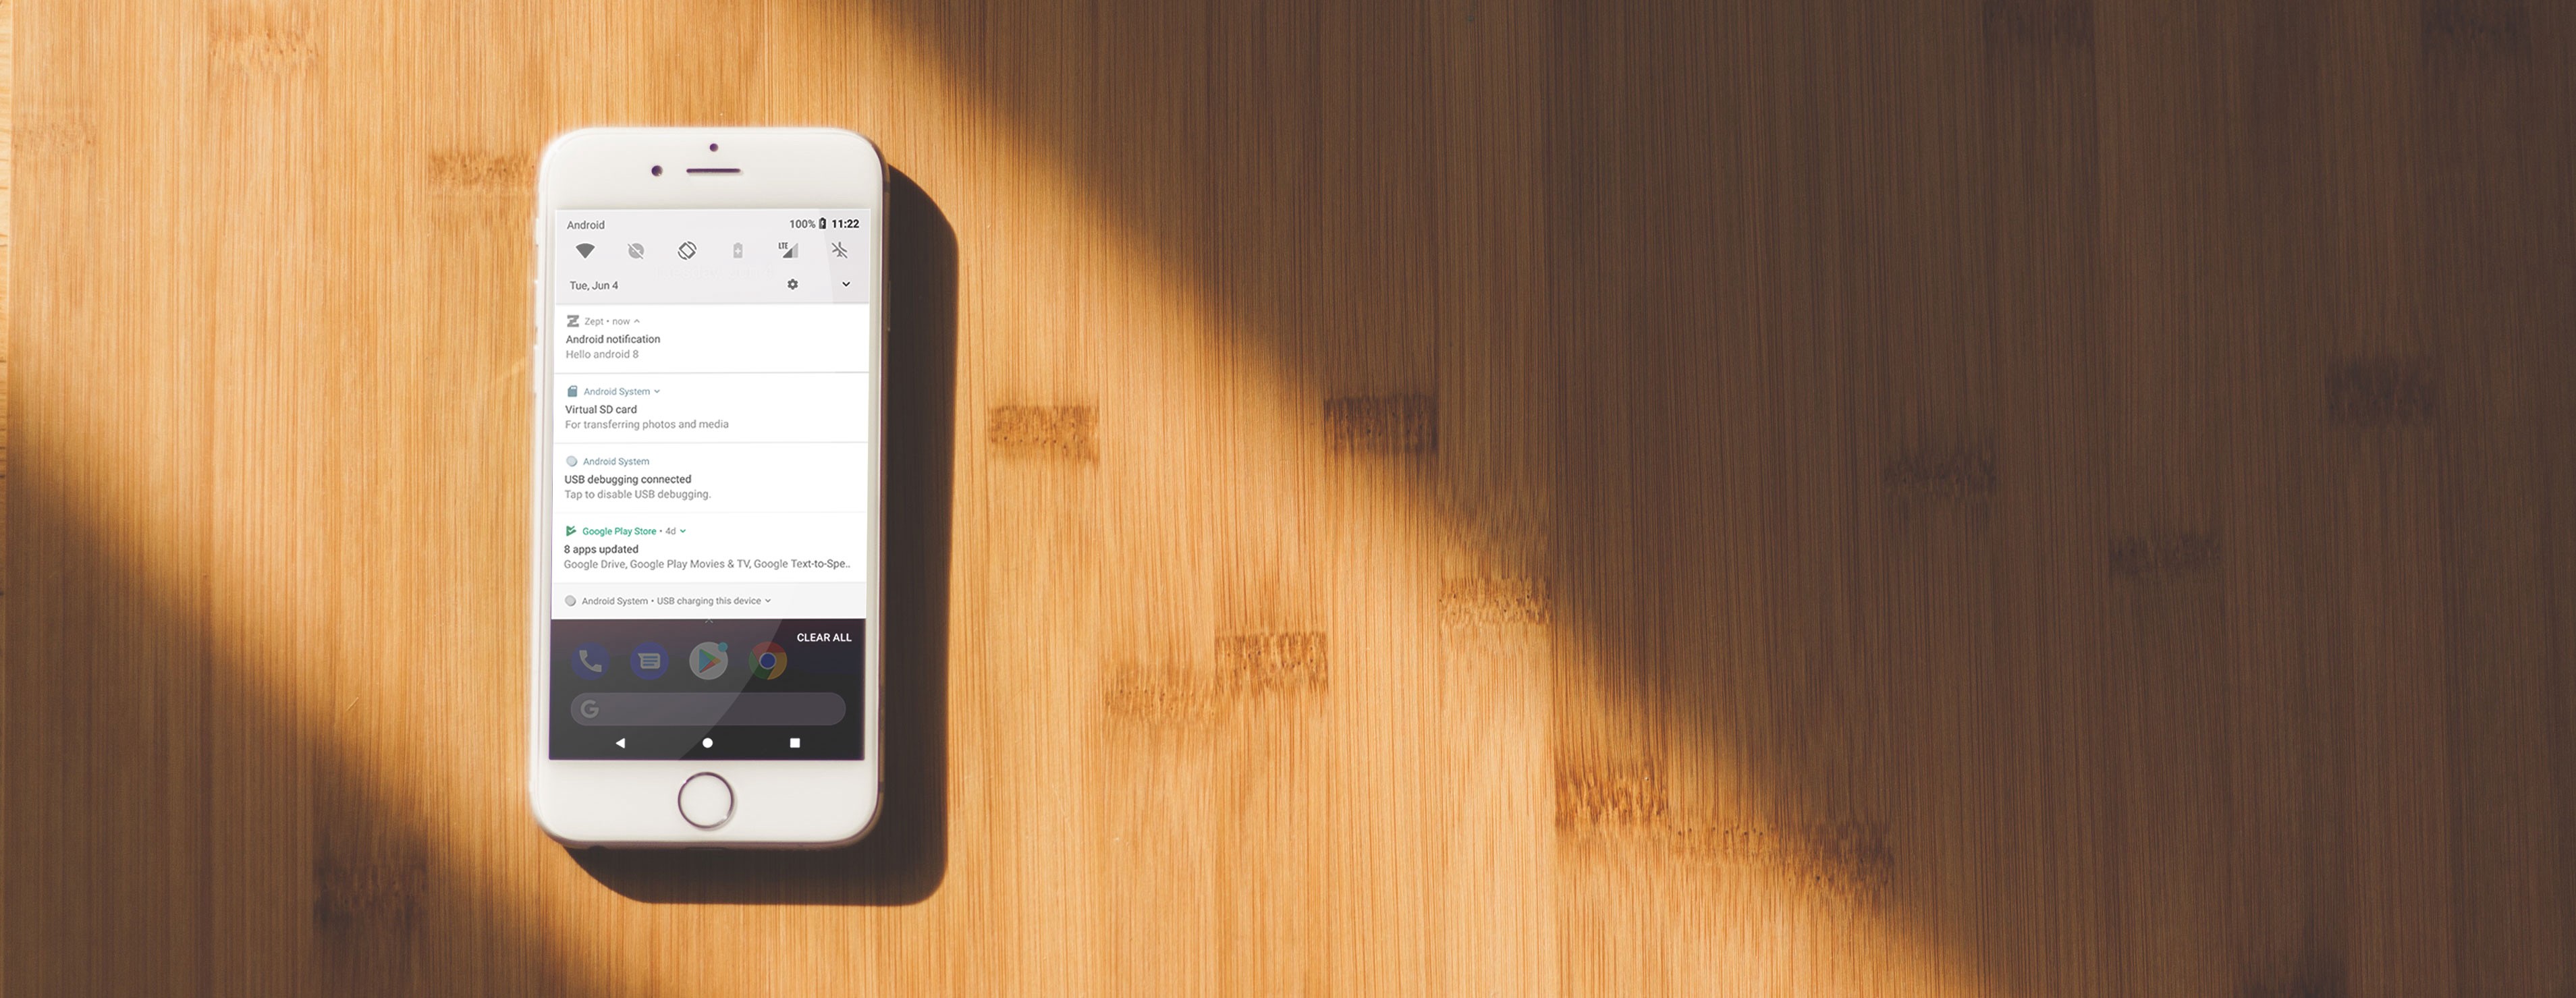 Android 100% 11:22
LTE
Tue, Jun 4
Zept • now
Android notification
Hello android 8
Android System
Virtual SD card
For transferring photos and media
Android System
USB debugging connected
Tap to disable USB debugging.
Google Play Store • 4d
8 apps updated
Google Drive, Google Play Movies & TV, Google Text-to-Spe..
Android System • USB charging this device
CLEAR ALL
G